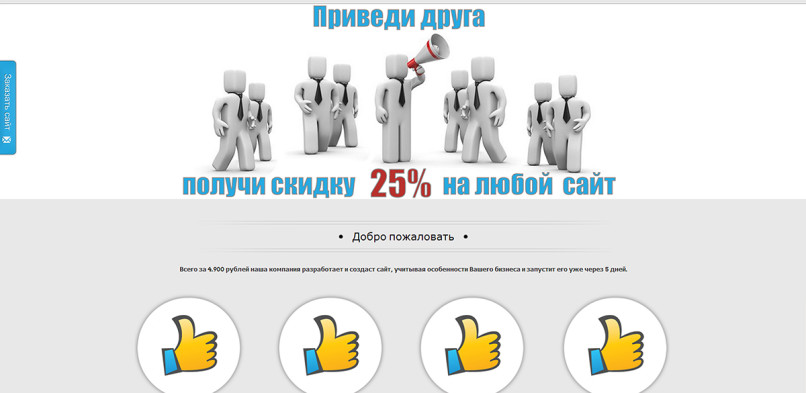 Приведи друга
Заказать сайт
получи скидку 25% на любой сайт
• Добро пожаловать •
Всего за 4.900 рублей наша компания разработает и создаст сайт, учитывая особенности Вашего бизнеса и запустит его уже через 5 дней.